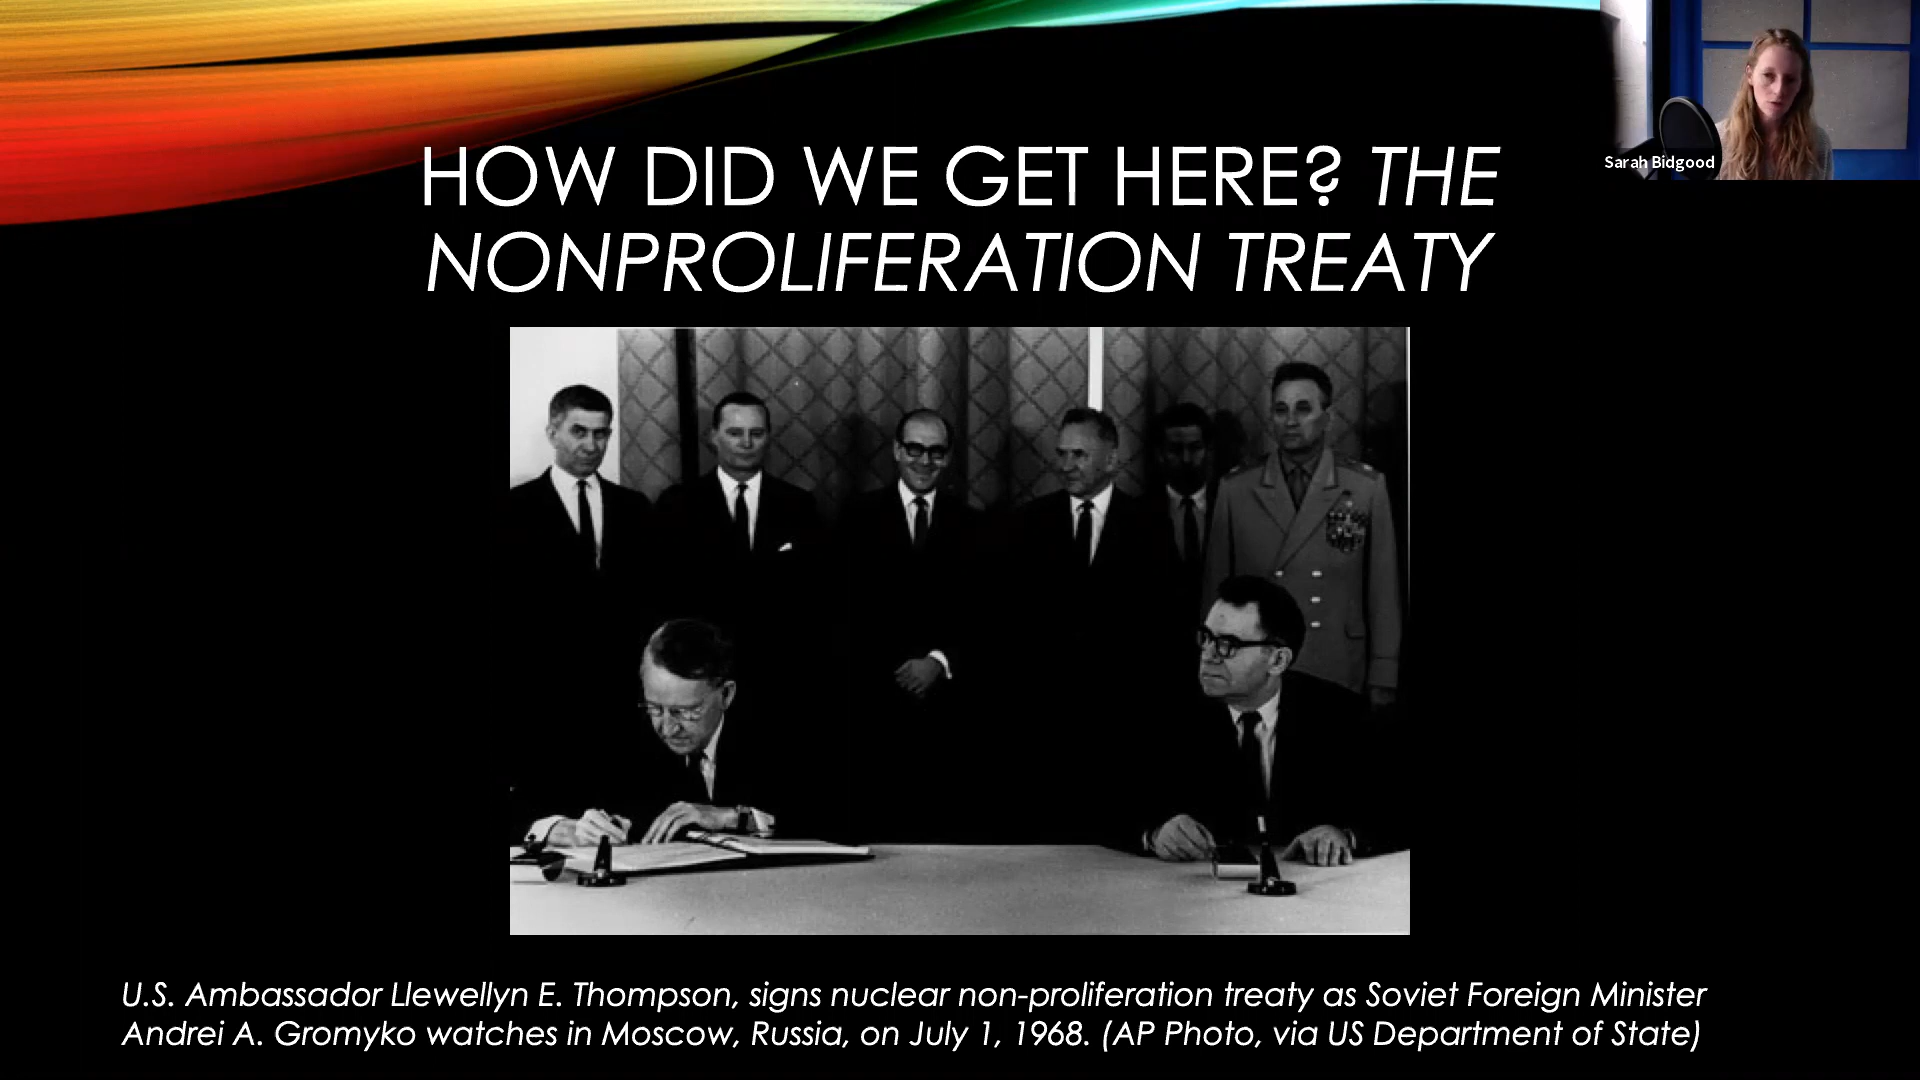 HOW DID WE GET HERE? THE
NONPROLIFERATION TREATY
Sarah Bidgood
U.S. Ambassador Llewellyn E. Thompson, signs nuclear non-proliferation treaty as Soviet Foreign Minister
Andrei A. Gromyko watches in Moscow, Russia, on July 1, 1968. (AP Photo, via US Department of State)